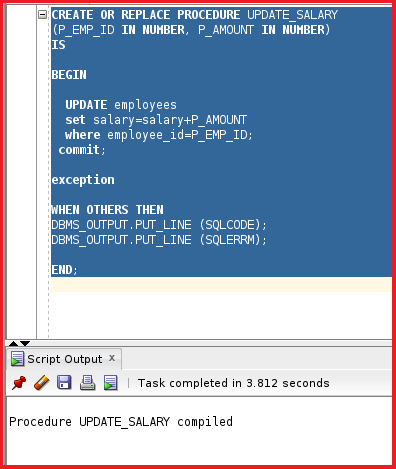 CREATE OR REPLACE PROCEDURE UPDATE_SALARY
(P_EMP_ID IN NUMBER, P_AMOUNT IN NUMBER)
IS
BEGIN
UPDATE employees
set salary=salary+P_AMOUNT
where employee_id=P_EMP_ID;
commit;
exception
WHEN OTHERS THEN
DBMS_OUTPUT.PUT_LINE (SQLCODE);
DBMS_OUTPUT.PUT_LINE (SQLERRM);
END;
Script Output x
Task completed in 3.812 seconds
Procedure UPDATE_SALARY compiled